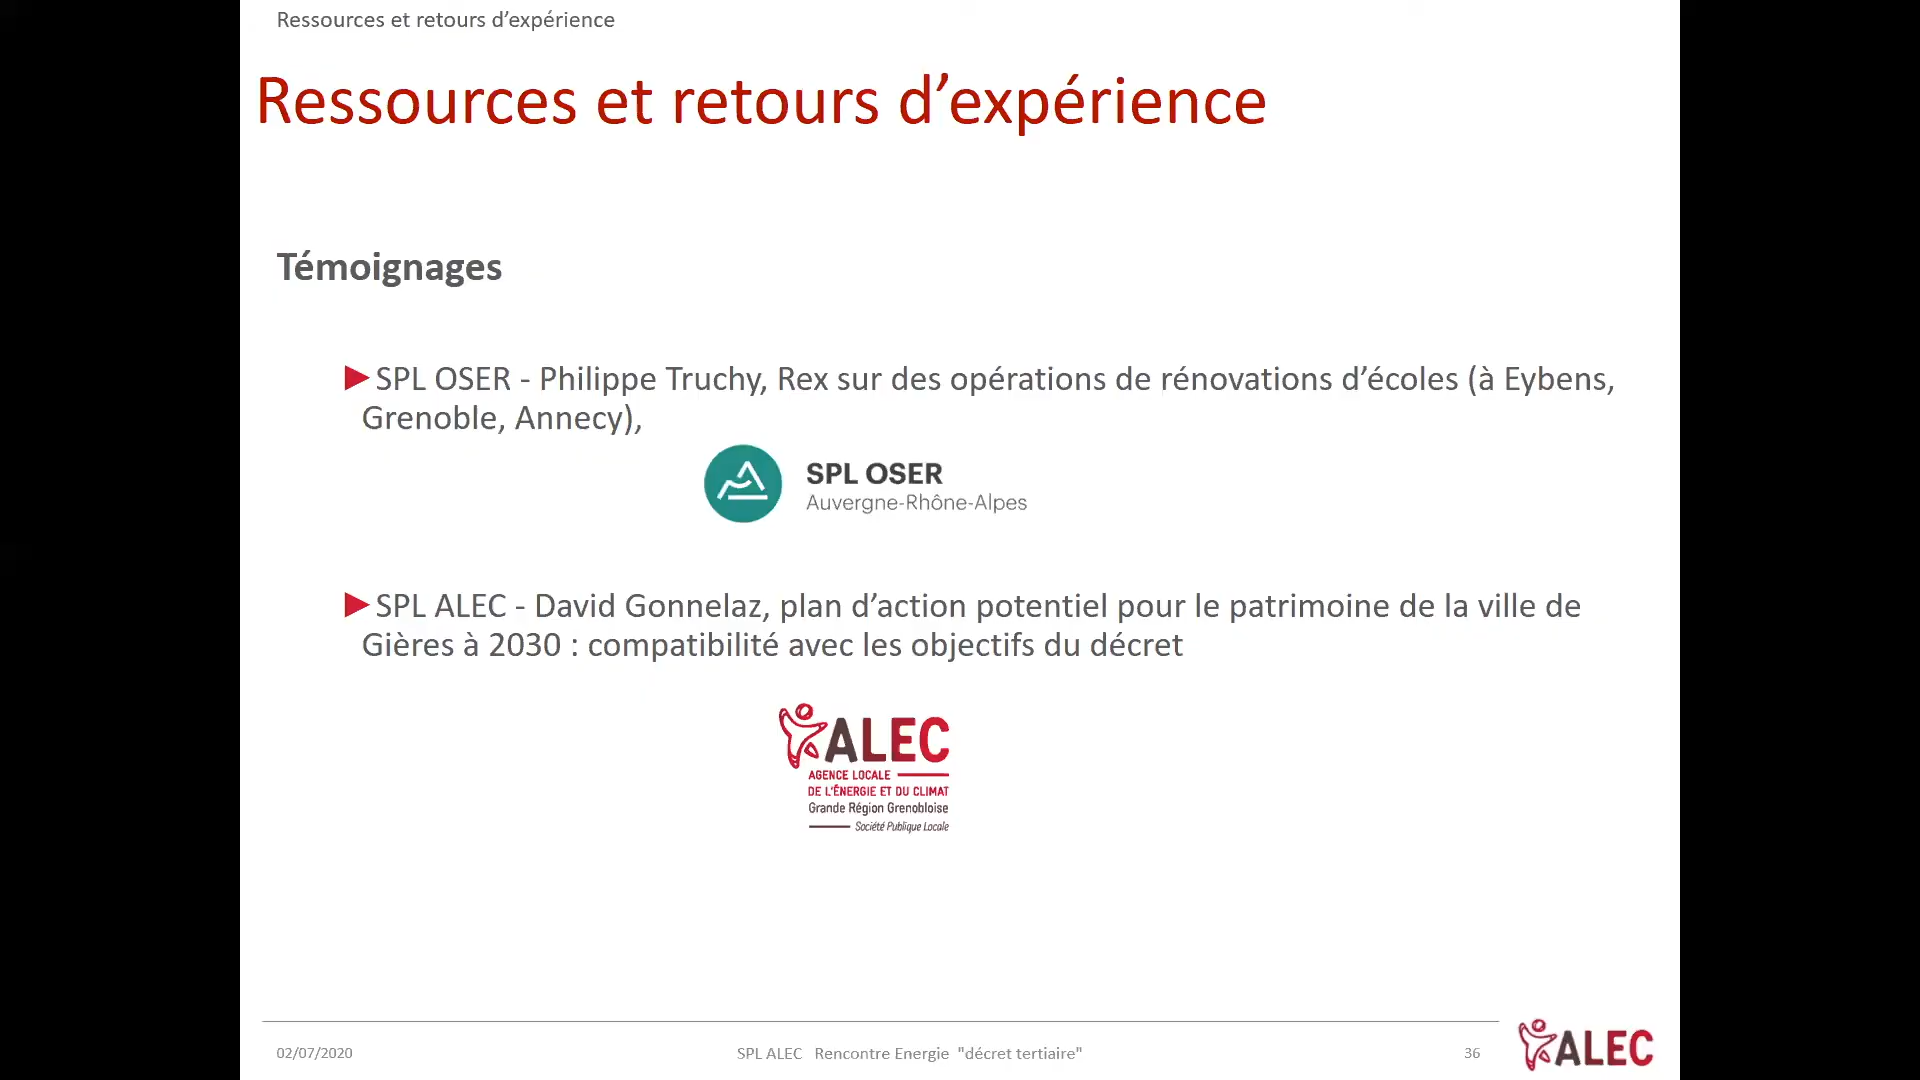 Ressources et retours d’expérience
Ressources et retours d’expérience
Témoignages
SPL OSER - Philippe Truchy, Rex sur des opérations de rénovations d’écoles (à Eybens,
Grenoble, Annecy),
SPL OSER
Auvergne-Rhône-Alpes
SPL ALEC - David Gonnelaz, plan d’action potentiel pour le patrimoine de la ville de
Gières à 2030 : compatibilité avec les objectifs du décret
ALEC
AGENCE LOCALE
DE L'ÉNERGIE ET DU CLIMAT
Grande Région Grenobloise
Société Publique Locale
02/07/2020
SPL ALEC Rencontre Energie "décret tertiaire"
36
ALEC